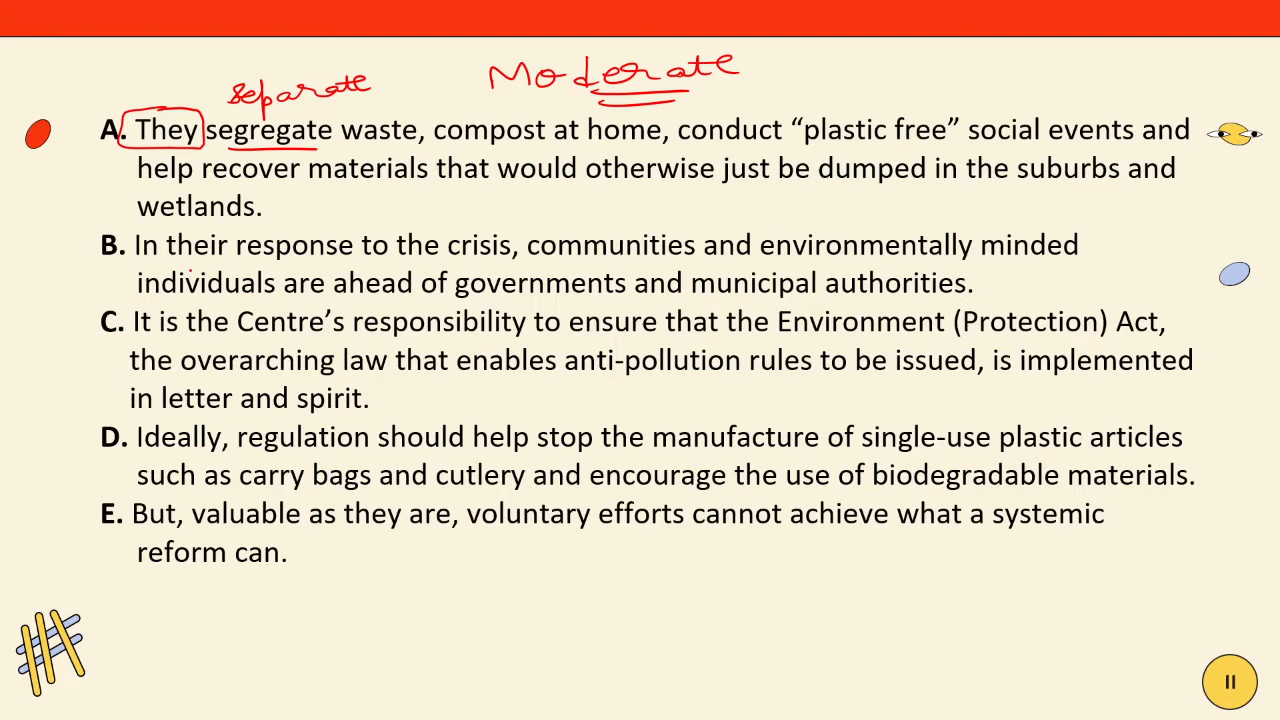 Moderate
separate
A. They segregate waste, compost at home, conduct “plastic free” social events and
help recover materials that would otherwise just be dumped in the suburbs and
wetlands.
B. In their response to the crisis, communities and environmentally minded
individuals are ahead of governments and municipal authorities.
C. It is the Centre’s responsibility to ensure that the Environment (Protection) Act,
the overarching law that enables anti-pollution rules to be issued, is implemented
in letter and spirit.
D. Ideally, regulation should help stop the manufacture of single-use plastic articles
such as carry bags and cutlery and encourage the use of biodegradable materials.
E. But, valuable as they are, voluntary efforts cannot achieve what a systemic
reform can.
II